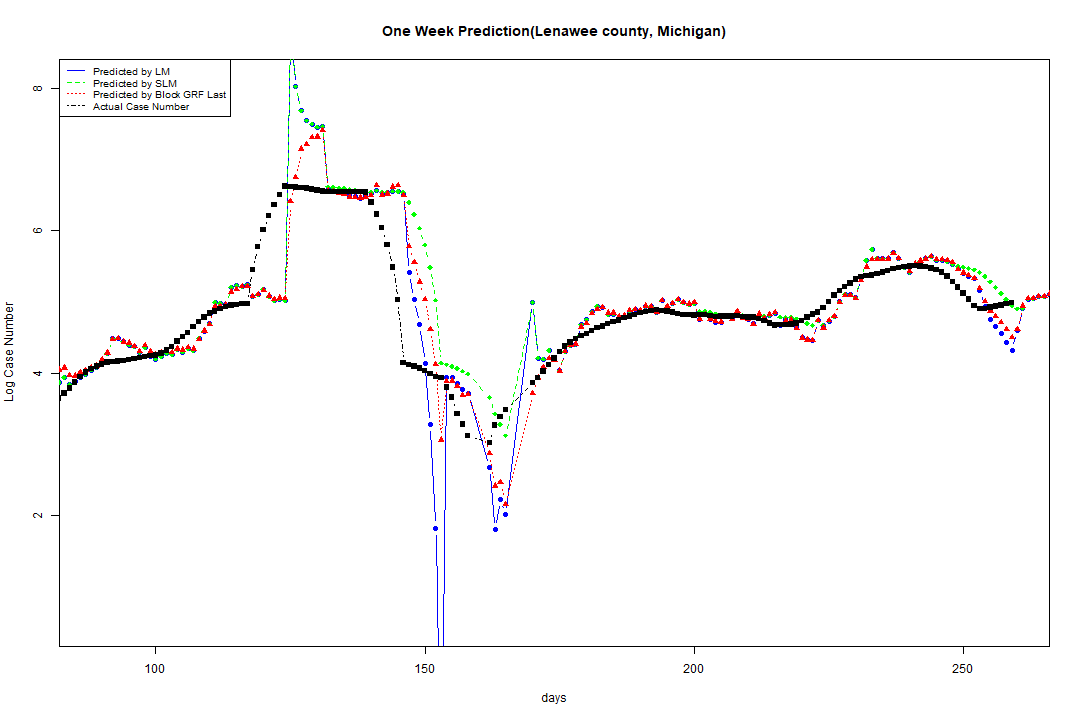 One Week Prediction(Lenawee county, Michigan)
Predicted by LM
Predicted by SLM
Predicted by Block GRF Last
Actual Case Number
8
6
4
2
Log Case Number
100 150 200 250
days